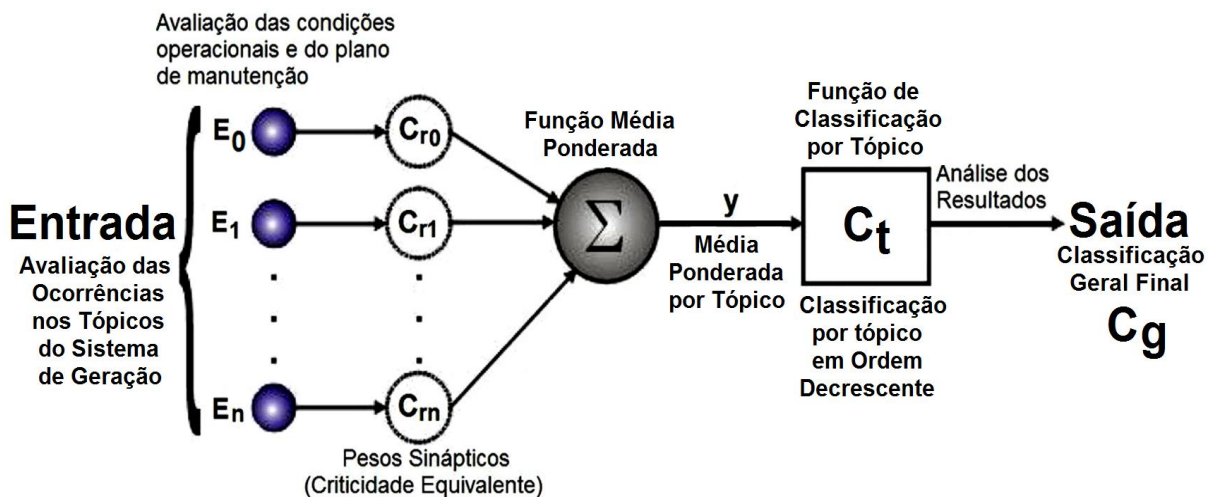 Avaliação das condições
operacionais e do plano
de manutenção
Entrada
Avaliação das
Ocorrências
nos Tópicos
do Sistema
de Geração
E0
E1
En
Cr0
Cr1
Crn
Pesos Sinápticos
(Criticidade Equivalente)
Função Média
Ponderada
Σ
y
Média
Ponderada
por Tópico
Função de
Classificação
por Tópico
Ct
Classificação
por tópico
em Ordem
Decrescente
Análise dos
Resultados
Saída
Classificação
Geral Final
Cg